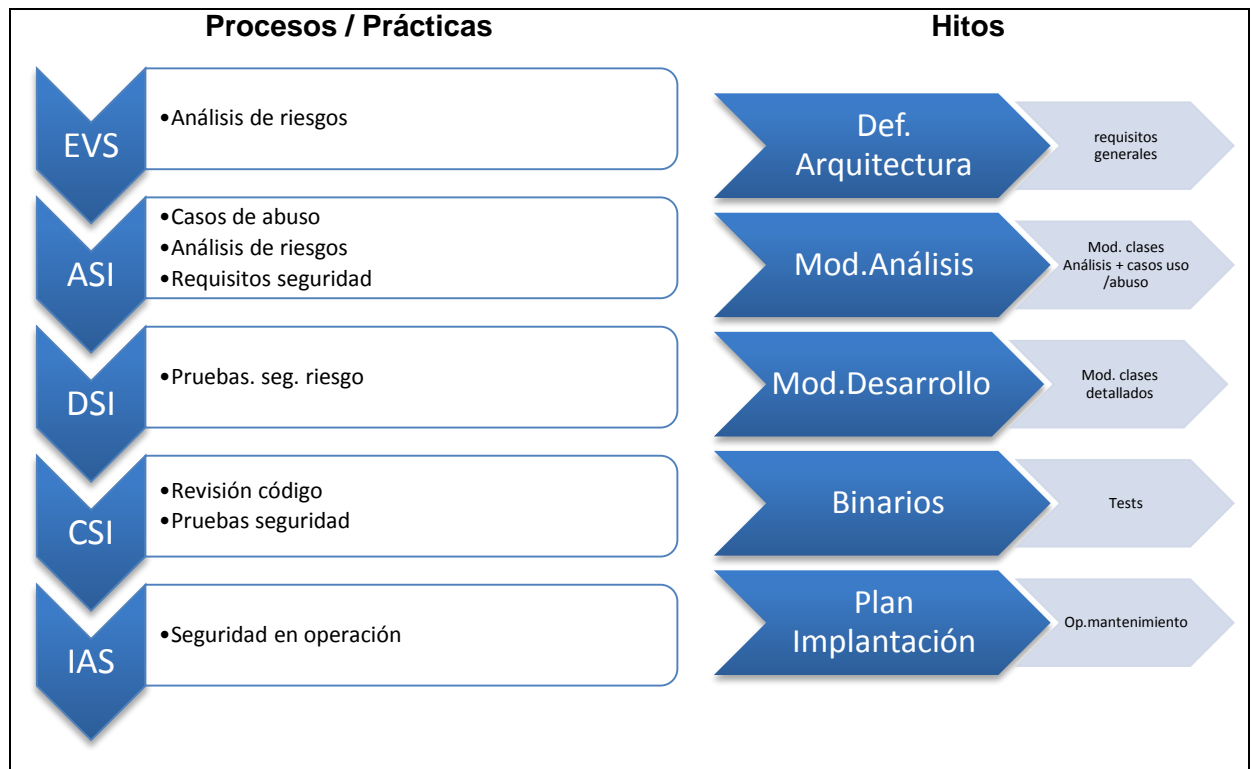 Procesos / Prácticas
Hitos
EVS
•Análisis de riesgos
Def.
Arquitectura
requisitos
generales
ASI
•Casos de abuso
•Análisis de riesgos
•Requisitos seguridad
Mod.Análisis
Mod. clases
Análisis + casos uso
/abuso
DSI
•Pruebas. seg. riesgo
Mod.Desarrollo
Mod. clases
detallados
CSI
•Revisión código
•Pruebas seguridad
Binarios
Tests
IAS
•Seguridad en operación
Plan
Implantación
Op.mantenimiento